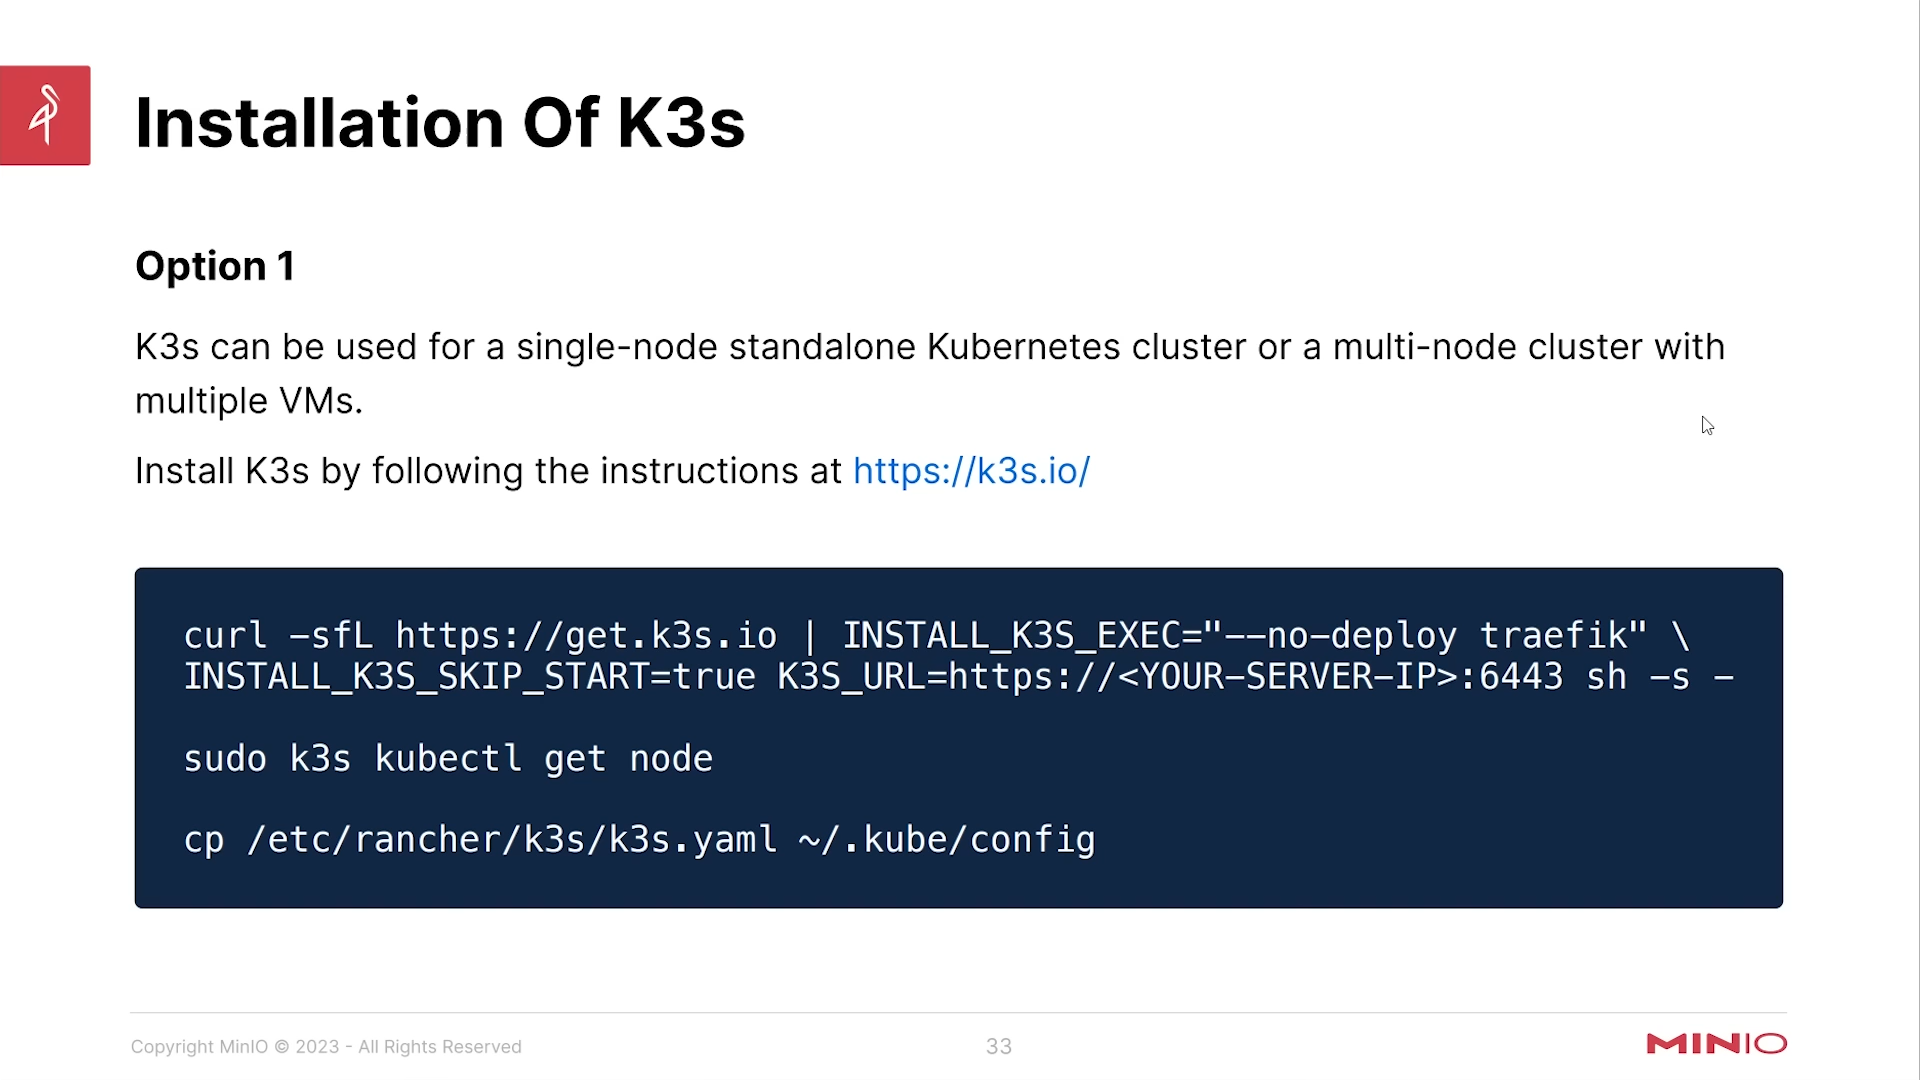 Installation Of K3s
Option 1
K3s can be used for a single-node standalone Kubernetes cluster or a multi-node cluster with
multiple VMs.
Install K3s by following the instructions at https://k3s.io/
curl -sfL https://get.k3s.io | INSTALL_K3S_EXEC="--no-deploy traefik" \
INSTALL_K3S_SKIP_START=true K3S_URL=https://<YOUR-SERVER-IP>:6443 sh -s -
sudo k3s kubectl get node
cp /etc/rancher/k3s/k3s.yaml ~/.kube/config
Copyright MinIO © 2023 - All Rights Reserved
33
MINIO